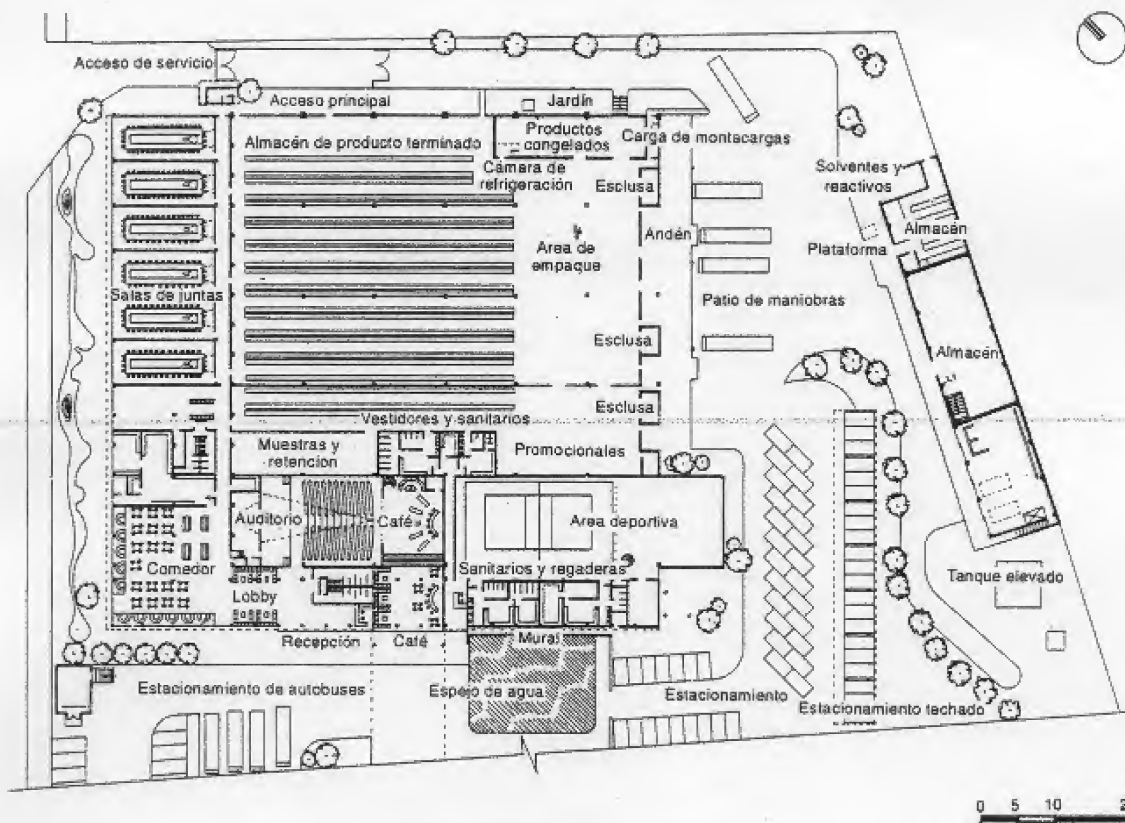 Acceso de servicio
Acceso principal
Jardín
Almacén de producto terminado
Productos
congelados
Carga de montacargas
Cámara de
refrigeración
Esclusa
Solventes y
reactivos
Almacén
Andén
Area de
empaque
Plataforma
Salas de juntas
Patio de maniobras
Esclusa
Almacén
Esclusa
Vestidores y sanitarios
Muestras y
retención
Promocionales
Auditorio
Café
Area deportiva
Comedor
Sanitarios y regaderas
Tanque elevado
Lobby
Recepción
Café
Mural
Estacionamiento de autobuses
Espejo de agua
Estacionamiento
Estacionamiento techado
0 5 10